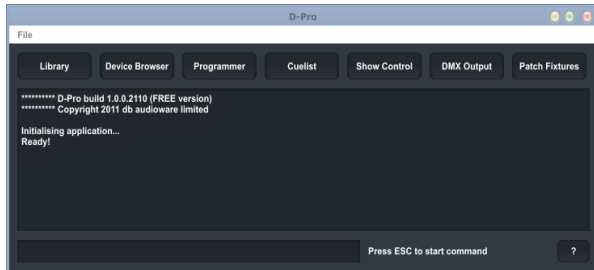 D-Pro
File
Library Device Browser Programmer Cuelist Show Control DMX Output Patch Fixtures
********** D-Pro build 1.0.0.2110 (FREE version)
********** Copyright 2011 db audioware limited
Initialising application...
Ready!
Press ESC to start command ?